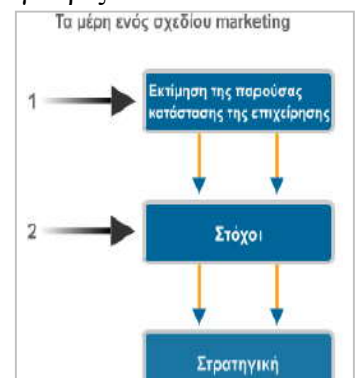 Τα μέρη ενός σχεδίου marketing
1
Εκτίμηση της παρούσας
κατάστασης της επιχείρησης
2
Στόχοι
Στρατηγική